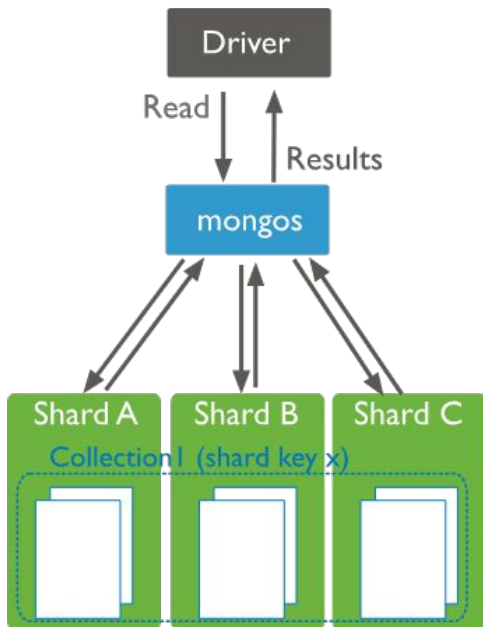 Driver
Read
Results
mongos
Shard A
Shard B
Shard C
Collection1 (shard key x)